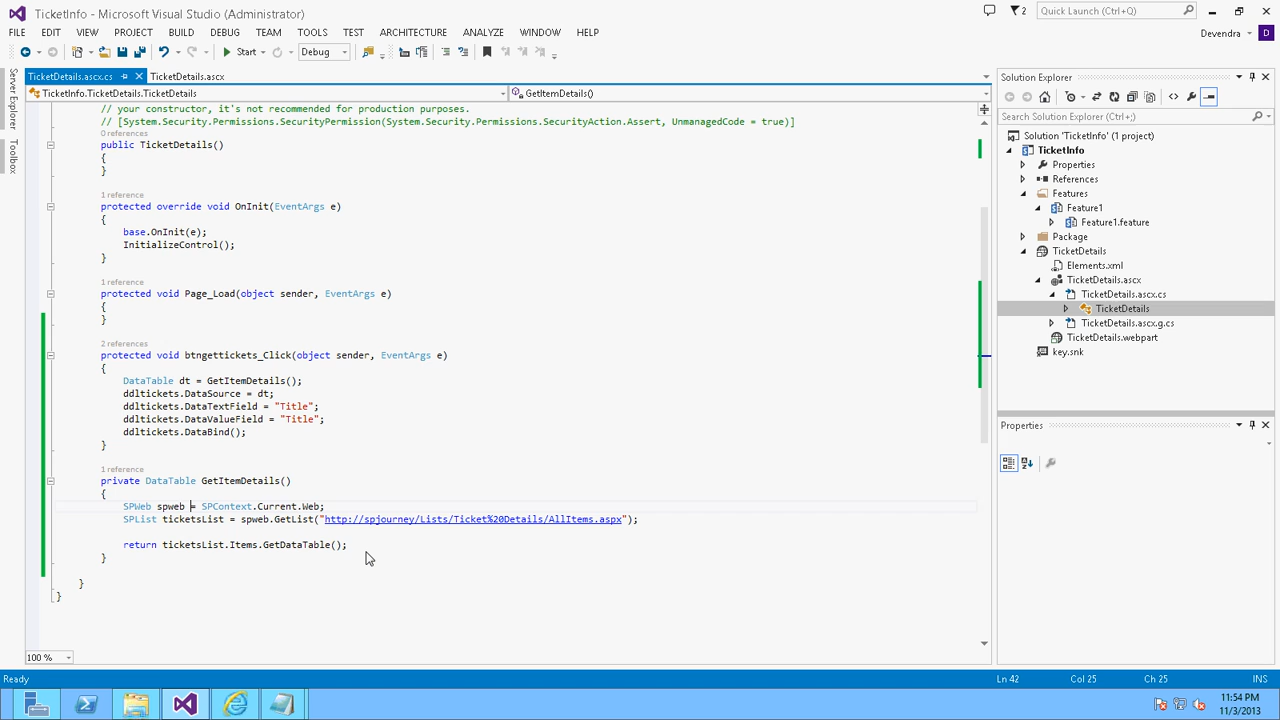 TicketInfo - Microsoft Visual Studio (Administrator)
2
Quick Launch (Ctrl+Q)
FILE EDIT VIEW PROJECT BUILD DEBUG TEAM TOOLS TEST ARCHITECTURE ANALYZE WINDOW HELP
Devendra
D
Start
Debug
Server Explorer
Toolbox
TicketDetails.ascx.cs
TicketDetails.ascx
TicketInfo.TicketDetails.TicketDetails
GetItemDetails()
// your constructor, it's not recommended for production purposes.
// [System.Security.Permissions.SecurityPermission(System.Security.Permissions.SecurityAction.Assert, UnmanagedCode = true)]
0 references
public TicketDetails()
{
}
1 reference
protected override void OnInit(EventArgs e)
{
base.OnInit(e);
InitializeControl();
}
1 reference
protected void Page_Load(object sender, EventArgs e)
{
}
2 references
protected void btngettickets_Click(object sender, EventArgs e)
{
DataTable dt = GetItemDetails();
ddltickets.DataSource = dt;
ddltickets.DataTextField = "Title";
ddltickets.DataValueField = "Title";
ddltickets.DataBind();
}
1 reference
private DataTable GetItemDetails()
{
SPWeb spweb = SPContext.Current.Web;
SPList ticketsList = spweb.GetList("http://spjourney/Lists/Ticket%20Details/AllItems.aspx");
return ticketsList.Items.GetDataTable();
}
}
}
100 %
Solution Explorer
Search Solution Explorer (Ctrl+;)
Solution 'TicketInfo' (1 project)
TicketInfo
Properties
References
Features
Feature1
Feature1.feature
Package
TicketDetails
Elements.xml
TicketDetails.ascx
TicketDetails.ascx.cs
TicketDetails
TicketDetails.ascx.g.cs
TicketDetails.webpart
key.snk
Properties
Ready
Ln 42
Col 25
Ch 25
INS
11:54 PM
11/3/2013